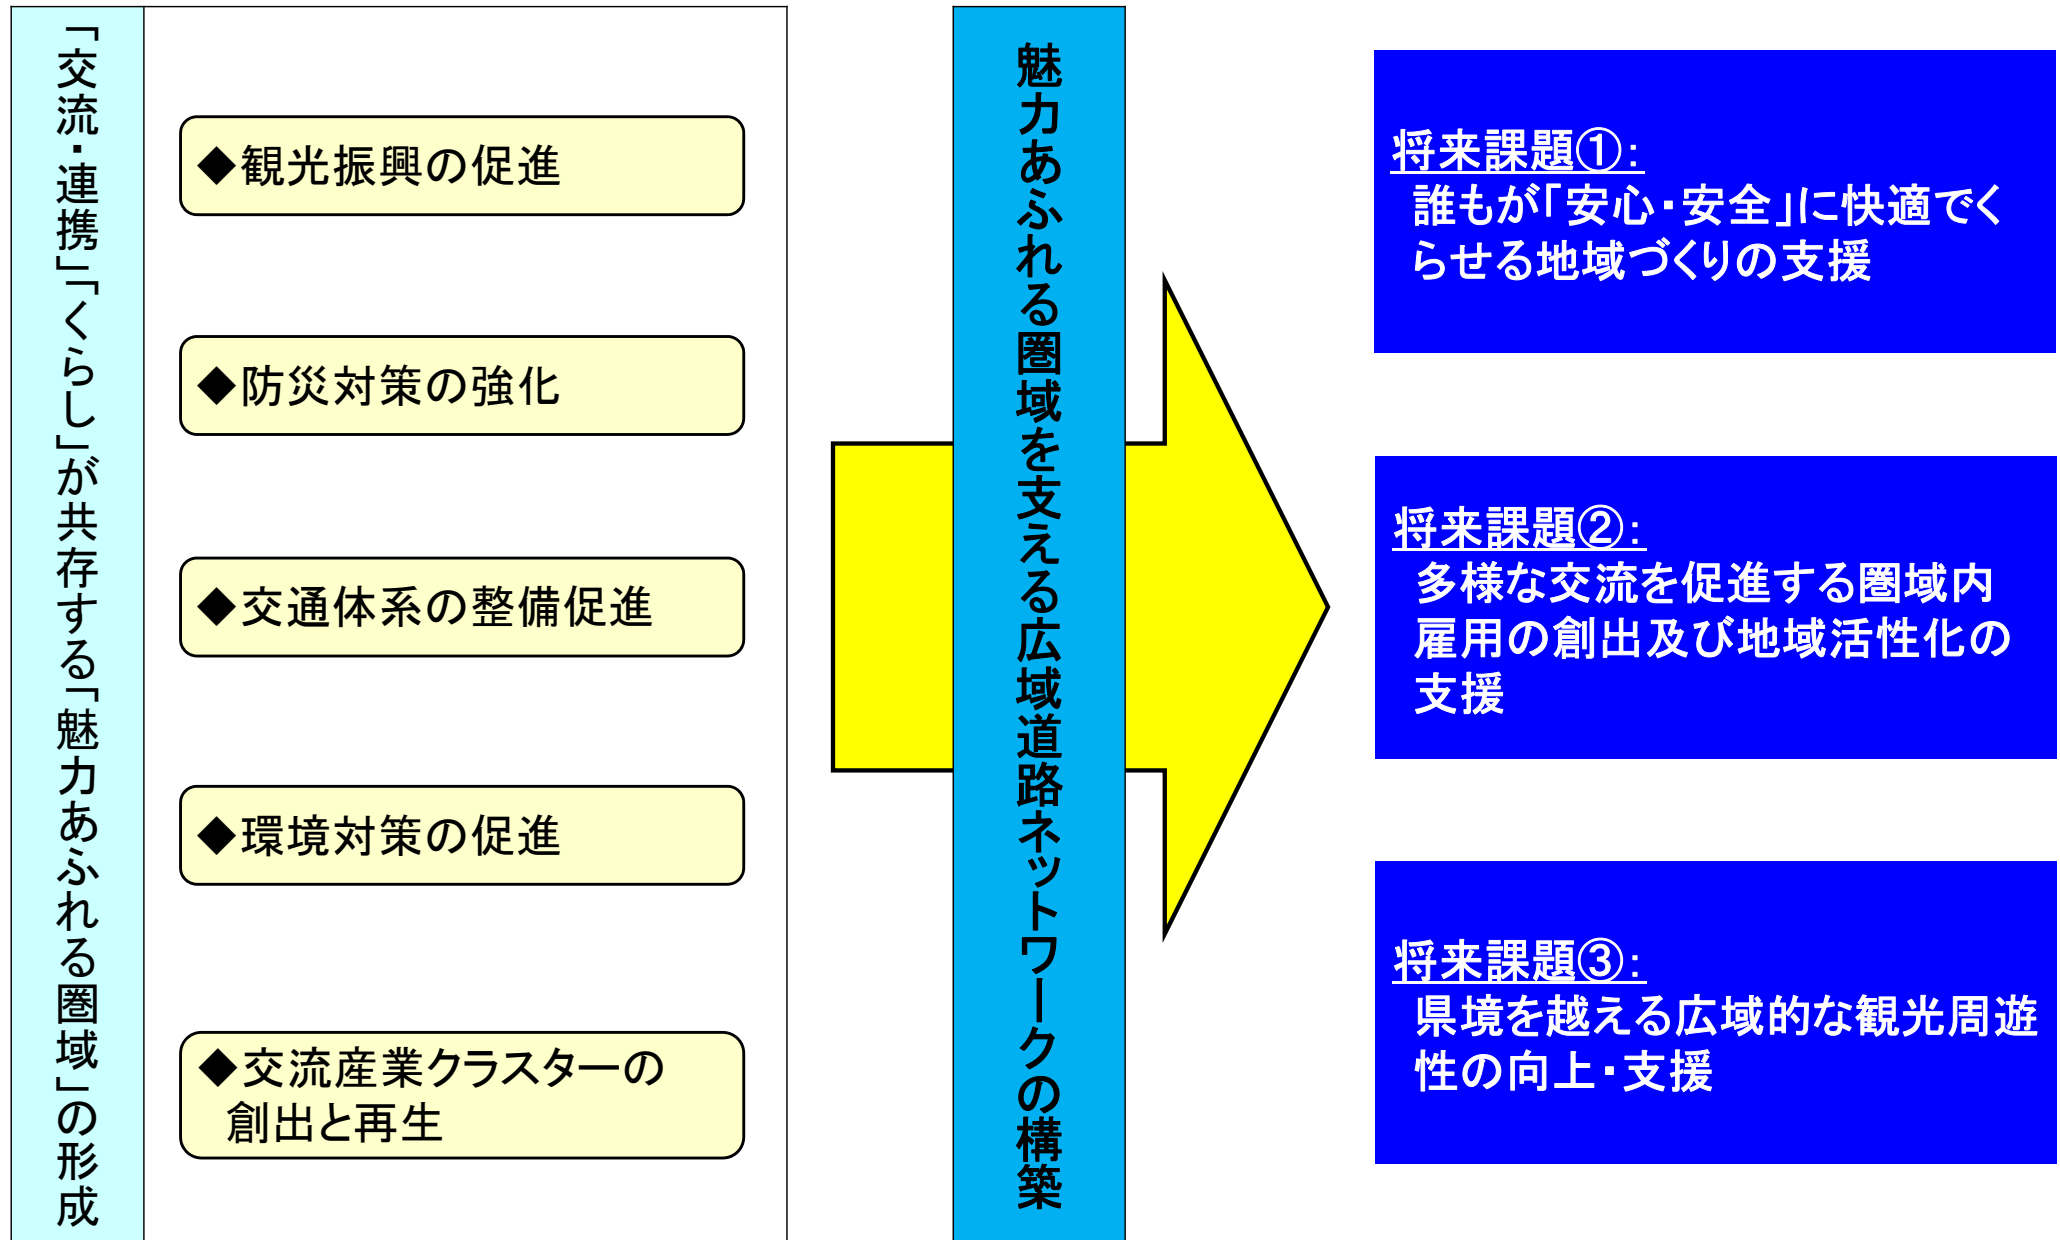 「交流・連携」「くらし」が共存する「魅力あふれる圏域」の形成
◆観光振興の促進
◆防災対策の強化
◆交通体系の整備促進
◆環境対策の促進
◆交流産業クラスターの
創出と再生
魅力あふれる圏域を支える広域道路ネットワークの構築
将来課題①：
誰もが「安心・安全」に快適でく
らせる地域づくりの支援
将来課題②：
多様な交流を促進する圏域内
雇用の創出及び地域活性化の
支援
将来課題③：
県境を越える広域的な観光周遊
性の向上・支援